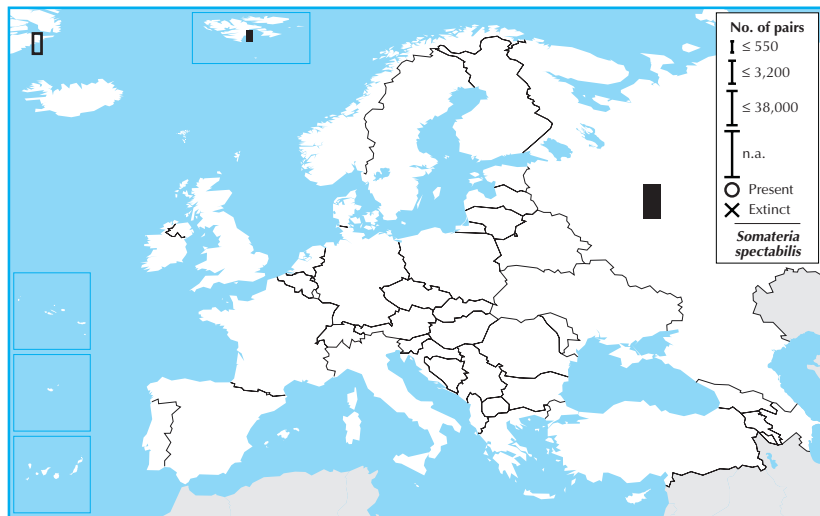 No. of pairs
≤ 550
≤ 3,200
≤ 38,000
n.a.
Present
Extinct
Somateria
spectabilis